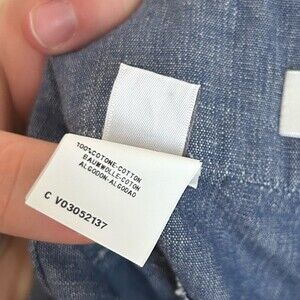 100%COTONE-COTTON
BAUMWOLLE-COTON
ALGODON-ALGODAO
C V03052137